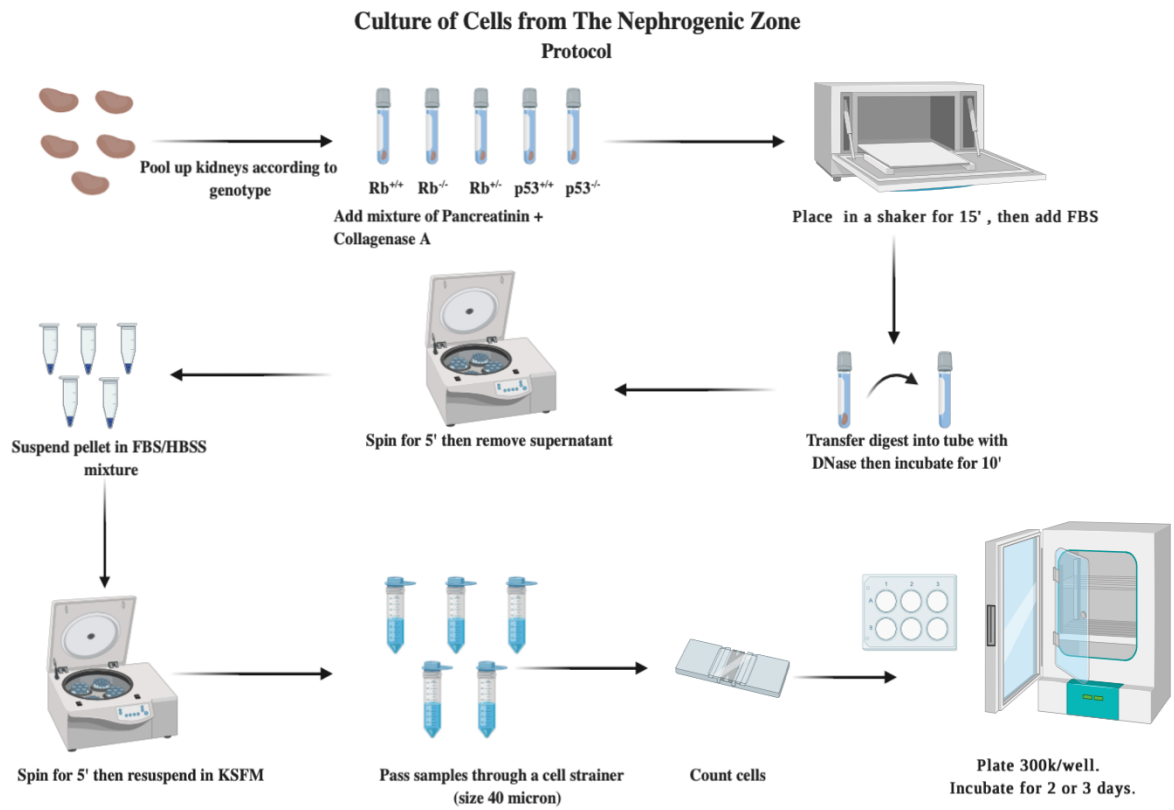 Culture of Cells from The Nephrogenic Zone
Protocol
Pool up kidneys according to
genotype
Rb+/+ Rb-/- Rb+/- p53+/+ p53-/-
Add mixture of Pancreatinin +
Collagenase A
Place in a shaker for 15' , then add FBS
Transfer digest into tube with
DNase then incubate for 10'
Spin for 5' then remove supernatant
Suspend pellet in FBS/HBSS
mixture
Spin for 5' then resuspend in KSFM
Pass samples through a cell strainer
(size 40 micron)
Count cells
1 2 3
A
B
Plate 300k/well.
Incubate for 2 or 3 days.